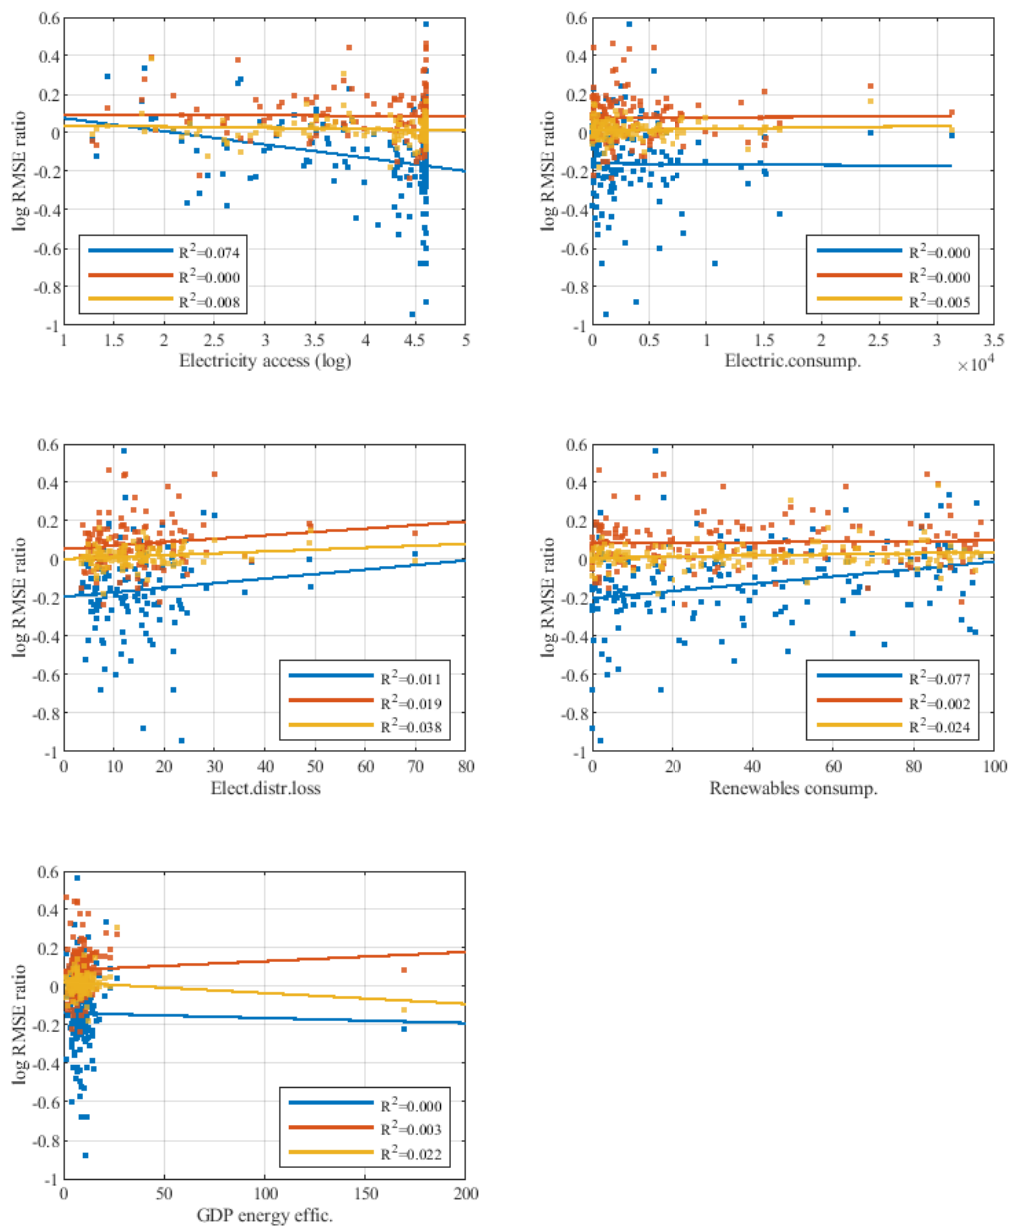 0.6
0.4
0.2
0
-0.2
-0.4
-0.6
-0.8
-1
log RMSE ratio
R²=0.074
R²=0.000
R²=0.008
1 1.5 2 2.5 3 3.5 4 4.5 5
Electricity access (log)
0.6
0.4
0.2
0
-0.2
-0.4
-0.6
-0.8
-1
log RMSE ratio
R²=0.000
R²=0.000
R²=0.005
0 0.5 1 1.5 2 2.5 3 3.5
Electric.consump.
×10⁴
0.6
0.4
0.2
0
-0.2
-0.4
-0.6
-0.8
-1
log RMSE ratio
R²=0.011
R²=0.019
R²=0.038
0 10 20 30 40 50 60 70 80
Elect.distr.loss
0.6
0.4
0.2
0
-0.2
-0.4
-0.6
-0.8
-1
log RMSE ratio
R²=0.077
R²=0.002
R²=0.024
0 20 40 60 80 100
Renewables consump.
0.6
0.4
0.2
0
-0.2
-0.4
-0.6
-0.8
-1
log RMSE ratio
R²=0.000
R²=0.003
R²=0.022
0 50 100 150 200
GDP energy effic.